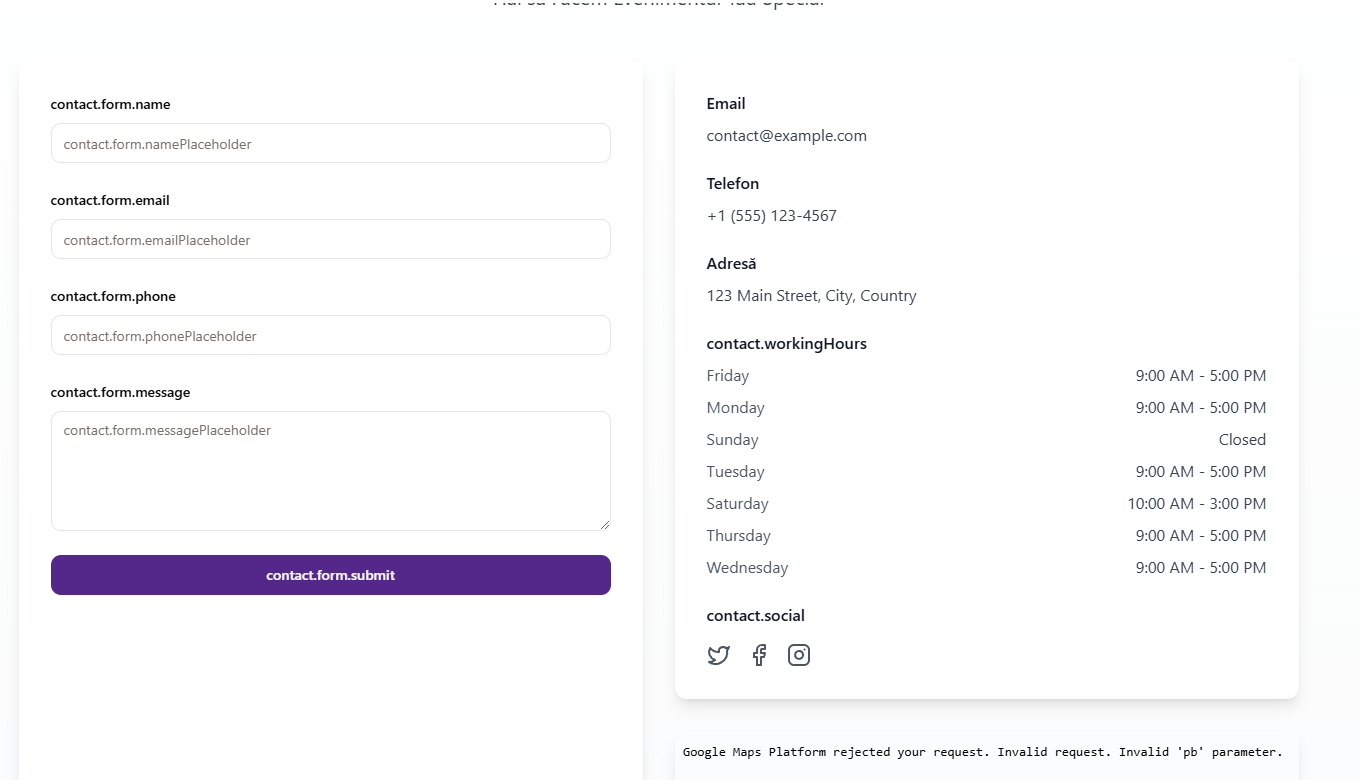 contact.form.name
contact.form.namePlaceholder
contact.form.email
contact.form.emailPlaceholder
contact.form.phone
contact.form.phonePlaceholder
contact.form.message
contact.form.messagePlaceholder
contact.form.submit
Email
contact@example.com
Telefon
+1 (555) 123-4567
Adresă
123 Main Street, City, Country
contact.workingHours
Friday 9:00 AM - 5:00 PM
Monday 9:00 AM - 5:00 PM
Sunday Closed
Tuesday 9:00 AM - 5:00 PM
Saturday 10:00 AM - 3:00 PM
Thursday 9:00 AM - 5:00 PM
Wednesday 9:00 AM - 5:00 PM
contact.social
Google Maps Platform rejected your request. Invalid request. Invalid 'pb' parameter.